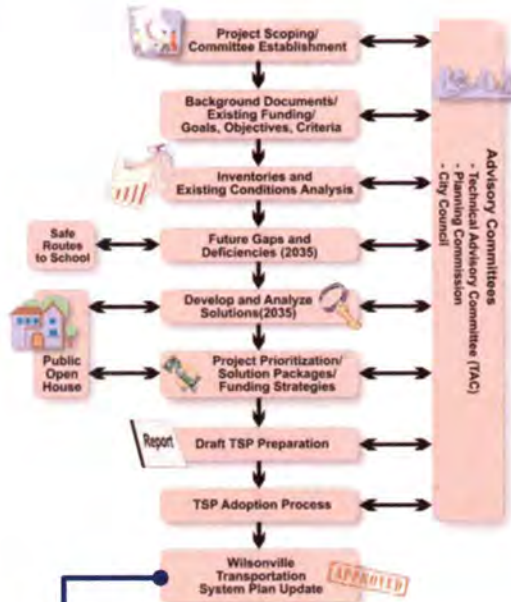 Project Scoping/
Committee Establishment
Background Documents/
Existing Funding/
Goals, Objectives, Criteria
Inventories and
Existing Conditions Analysis
Safe
Routes
to School
Future Gaps and
Deficiencies (2035)
Develop and Analyze
Solutions(2035)
Public
Open
House
Project Prioritization/
Solution Packages/
Funding Strategies
Report
Draft TSP Preparation
TSP Adoption Process
Wilsonville
Transportation
System Plan Update
APPROVED
Advisory Committees
- Technical Advisory Committee (TAC)
- Planning Commission
- City Council